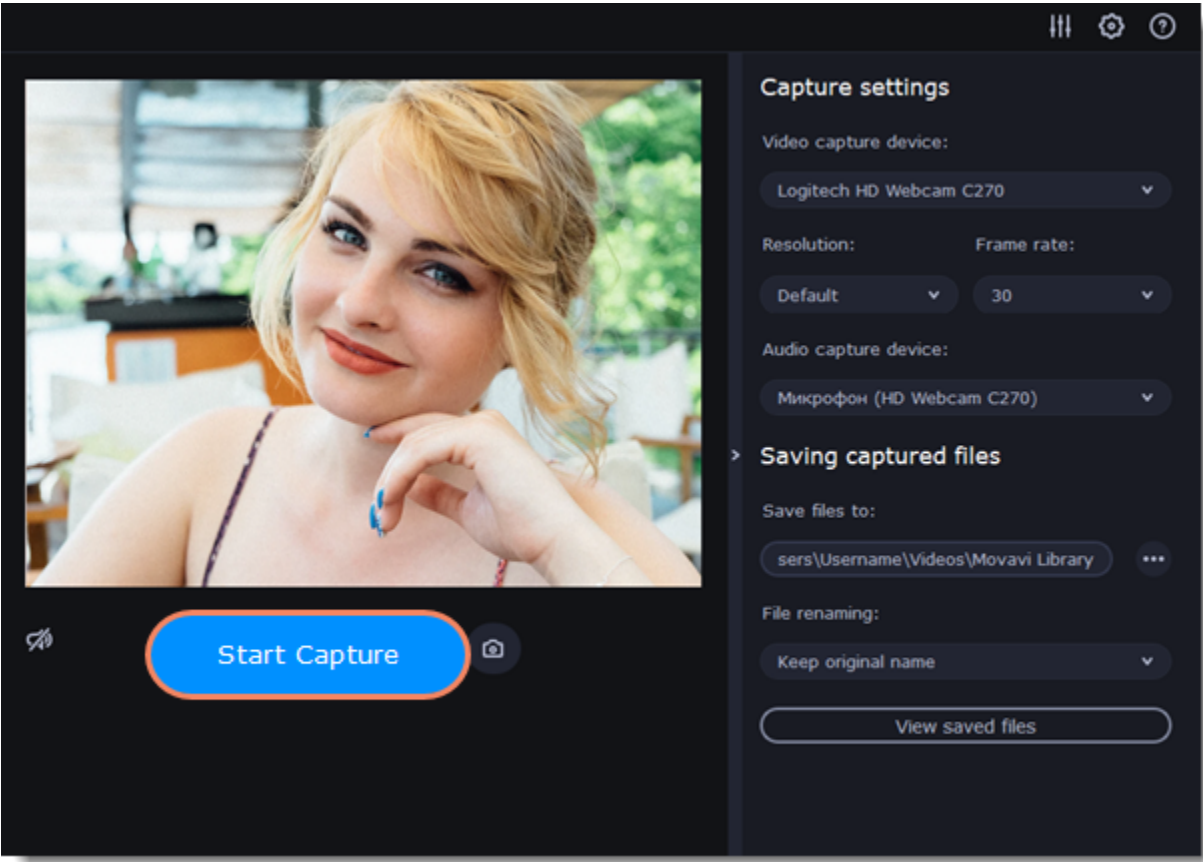 Capture settings
Video capture device:
Logitech HD Webcam C270
Resolution: Frame rate:
Default 30
Audio capture device:
Микрофон (HD Webcam C270)
Saving captured files
Save files to:
sers\Username\Videos\Movavi Library
File renaming:
Keep original name
View saved files
Start Capture